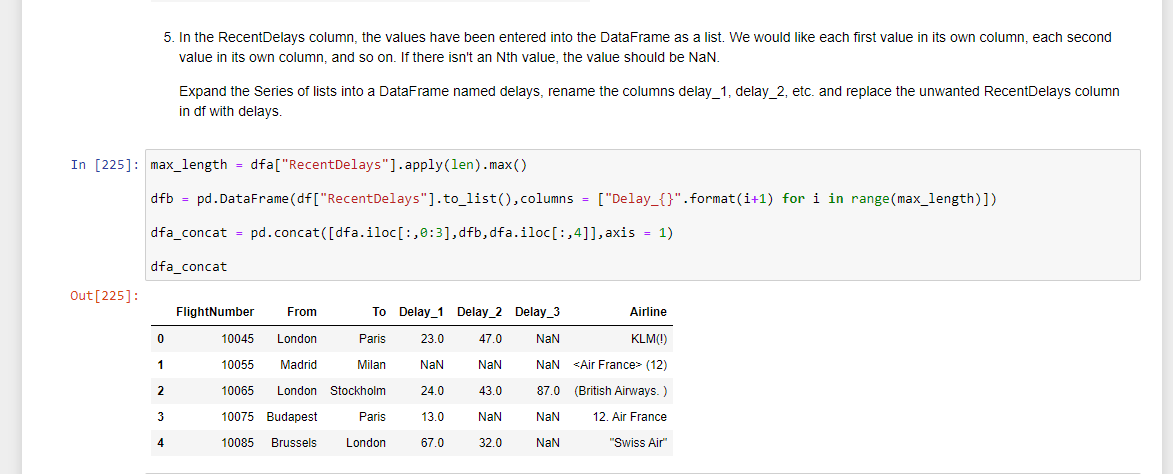 5. In the RecentDelays column, the values have been entered into the DataFrame as a list. We would like each first value in its own column, each second
value in its own column, and so on. If there isn't an Nth value, the value should be NaN.
Expand the Series of lists into a DataFrame named delays, rename the columns delay_1, delay_2, etc. and replace the unwanted RecentDelays column
in df with delays.
In [225]: max_length = dfa["RecentDelays"].apply(len).max()
dfb = pd.DataFrame(df["RecentDelays"].to_list(),columns = ["Delay_{}".format(i+1) for i in range(max_length)])
dfa_concat = pd.concat([dfa.iloc[:,0:3],dfb,dfa.iloc[:,4]],axis = 1)
dfa_concat
Out[225]:
FlightNumber From To Delay_1 Delay_2 Delay_3 Airline
0 10045 London Paris 23.0 47.0 NaN KLM(!)
1 10055 Madrid Milan NaN NaN NaN <Air France> (12)
2 10065 London Stockholm 24.0 43.0 87.0 (British Airways. )
3 10075 Budapest Paris 13.0 NaN NaN 12. Air France
4 10085 Brussels London 67.0 32.0 NaN "Swiss Air"